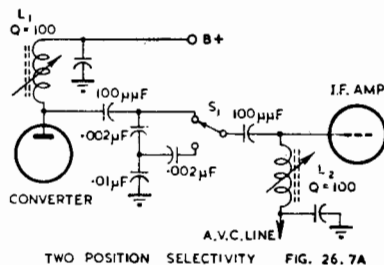 L₁
Q = 100
B+
100μμF
S₁
100μμF
I.F. AMP
.002μF
.002μF
.01μF
L₂
Q = 100
CONVERTER
A.V.C. LINE
TWO POSITION SELECTIVITY FIG. 26. 7A